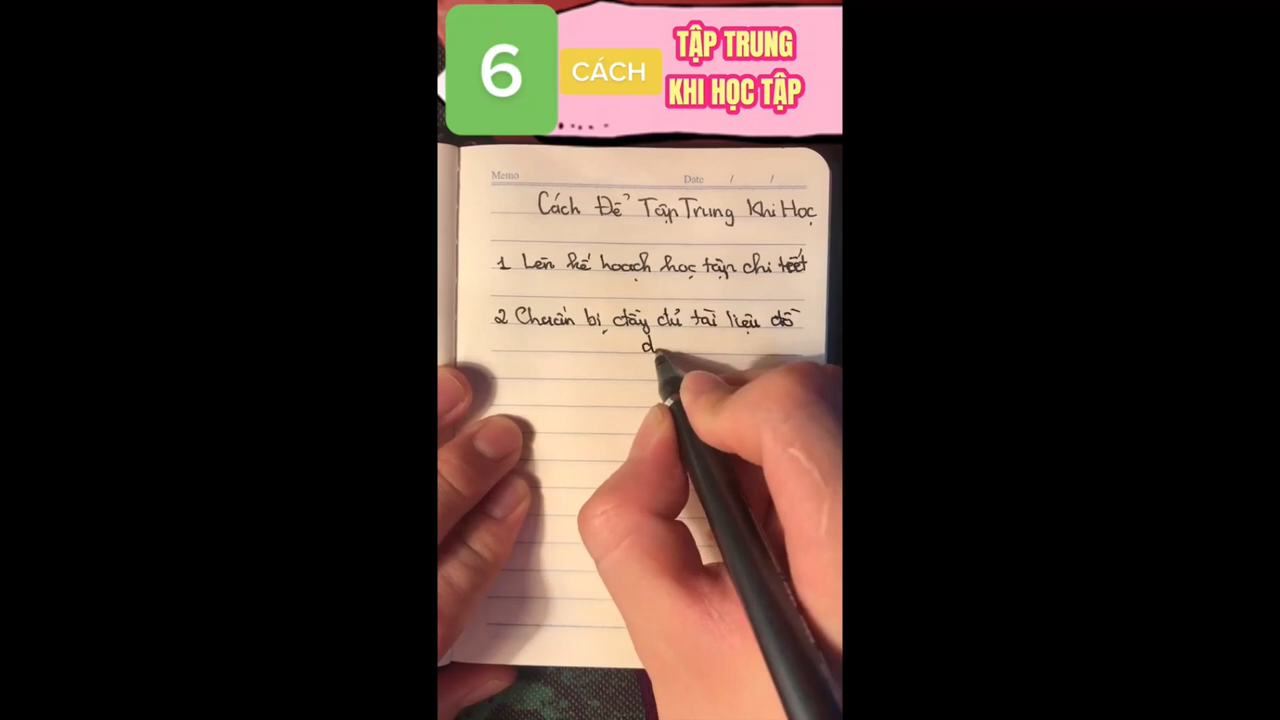 6
CÁCH
TẬP TRUNG
KHI HỌC TẬP
Memo
Date / /
Cách Để Tập Trung Khi Học
1 Lên kế hoạch học tập chi tiết
2 Chuẩn bị đầy đủ tài liệu đồ
d